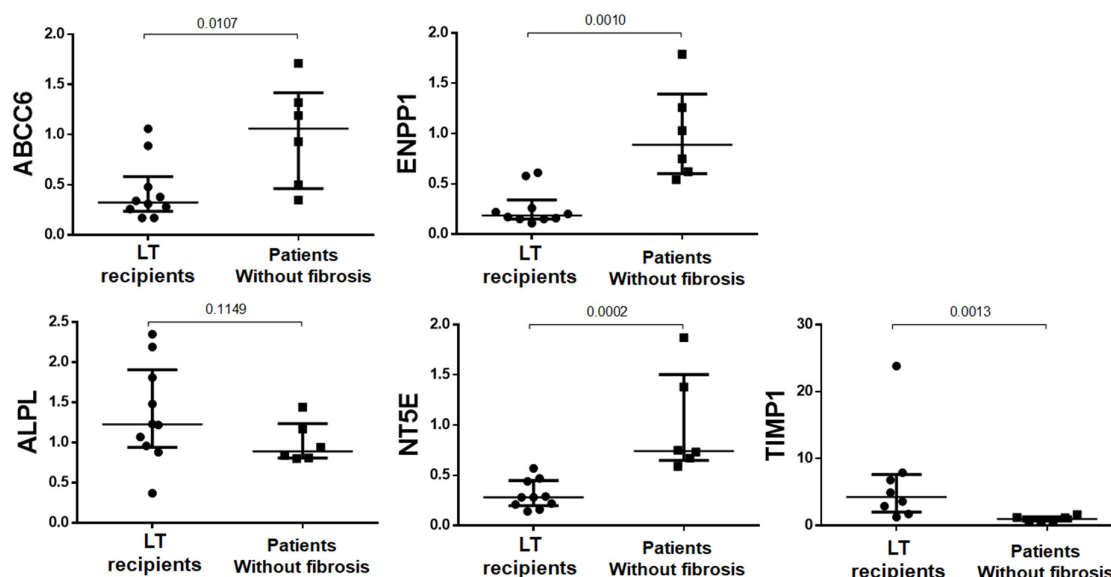 0.0107
2.0
1.5
1.0
0.5
0.0
ABCC6
LT
recipients
Patients
Without fibrosis
0.0010
2.0
1.5
1.0
0.5
0.0
ENPP1
LT
recipients
Patients
Without fibrosis
0.1149
2.5
2.0
1.5
1.0
0.5
0.0
ALPL
LT
recipients
Patients
Without fibrosis
0.0002
2.0
1.5
1.0
0.5
0.0
NT5E
LT
recipients
Patients
Without fibrosis
0.0013
30
20
10
0
TIMP1
LT
recipients
Patients
Without fibrosis